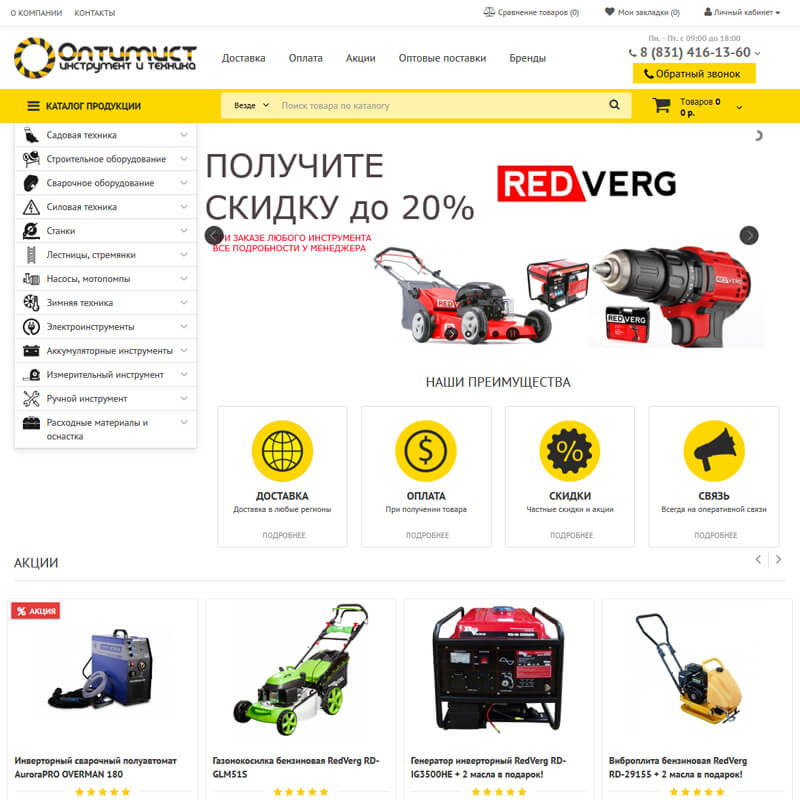 О КОМПАНИИ КОНТАКТЫ Сравнение товаров (0) Мои закладки (0) Личный кабинет
Оптимист
инструмент и техника
Доставка Оплата Акции Оптовые поставки Бренды
Пн. - Пт, с 09:00 до 18:00
8 (831) 416-13-60
Обратный звонок
КАТАЛОГ ПРОДУКЦИИ
Везде Поиск товара по каталогу
Товаров 0
0 р.
Садовая техника
Строительное оборудование
Сварочное оборудование
Силовая техника
Станки
Лестницы, стремянки
Насосы, мотопомпы
Зимняя техника
Электроинструменты
Аккумуляторные инструменты
Измерительный инструмент
Ручной инструмент
Расходные материалы и
оснастка
ПОЛУЧИТЕ
СКИДКУ до 20%
ПРИ ЗАКАЗЕ ЛЮБОГО ИНСТРУМЕНТА
ВСЕ ПОДРОБНОСТИ У МЕНЕДЖЕРА
REDVERG
REDVERG
REDVERG
НАШИ ПРЕИМУЩЕСТВА
ДОСТАВКА
Доставка в любые регионы
ПОДРОБНЕЕ
ОПЛАТА
При получении товара
ПОДРОБНЕЕ
СКИДКИ
Частные скидки и акции
ПОДРОБНЕЕ
СВЯЗЬ
Всегда на оперативной связи
ПОДРОБНЕЕ
АКЦИИ
% АКЦИЯ
Инверторный сварочный полуавтомат
AuroraPRO OVERMAN 180
Газонокосилка бензиновая RedVerg RD-
GLM51S
Генератор инверторный RedVerg RD-
IG3500HE + 2 масла в подарок!
Виброплита бензиновая RedVerg
RD-29155 + 2 масла в подарок!